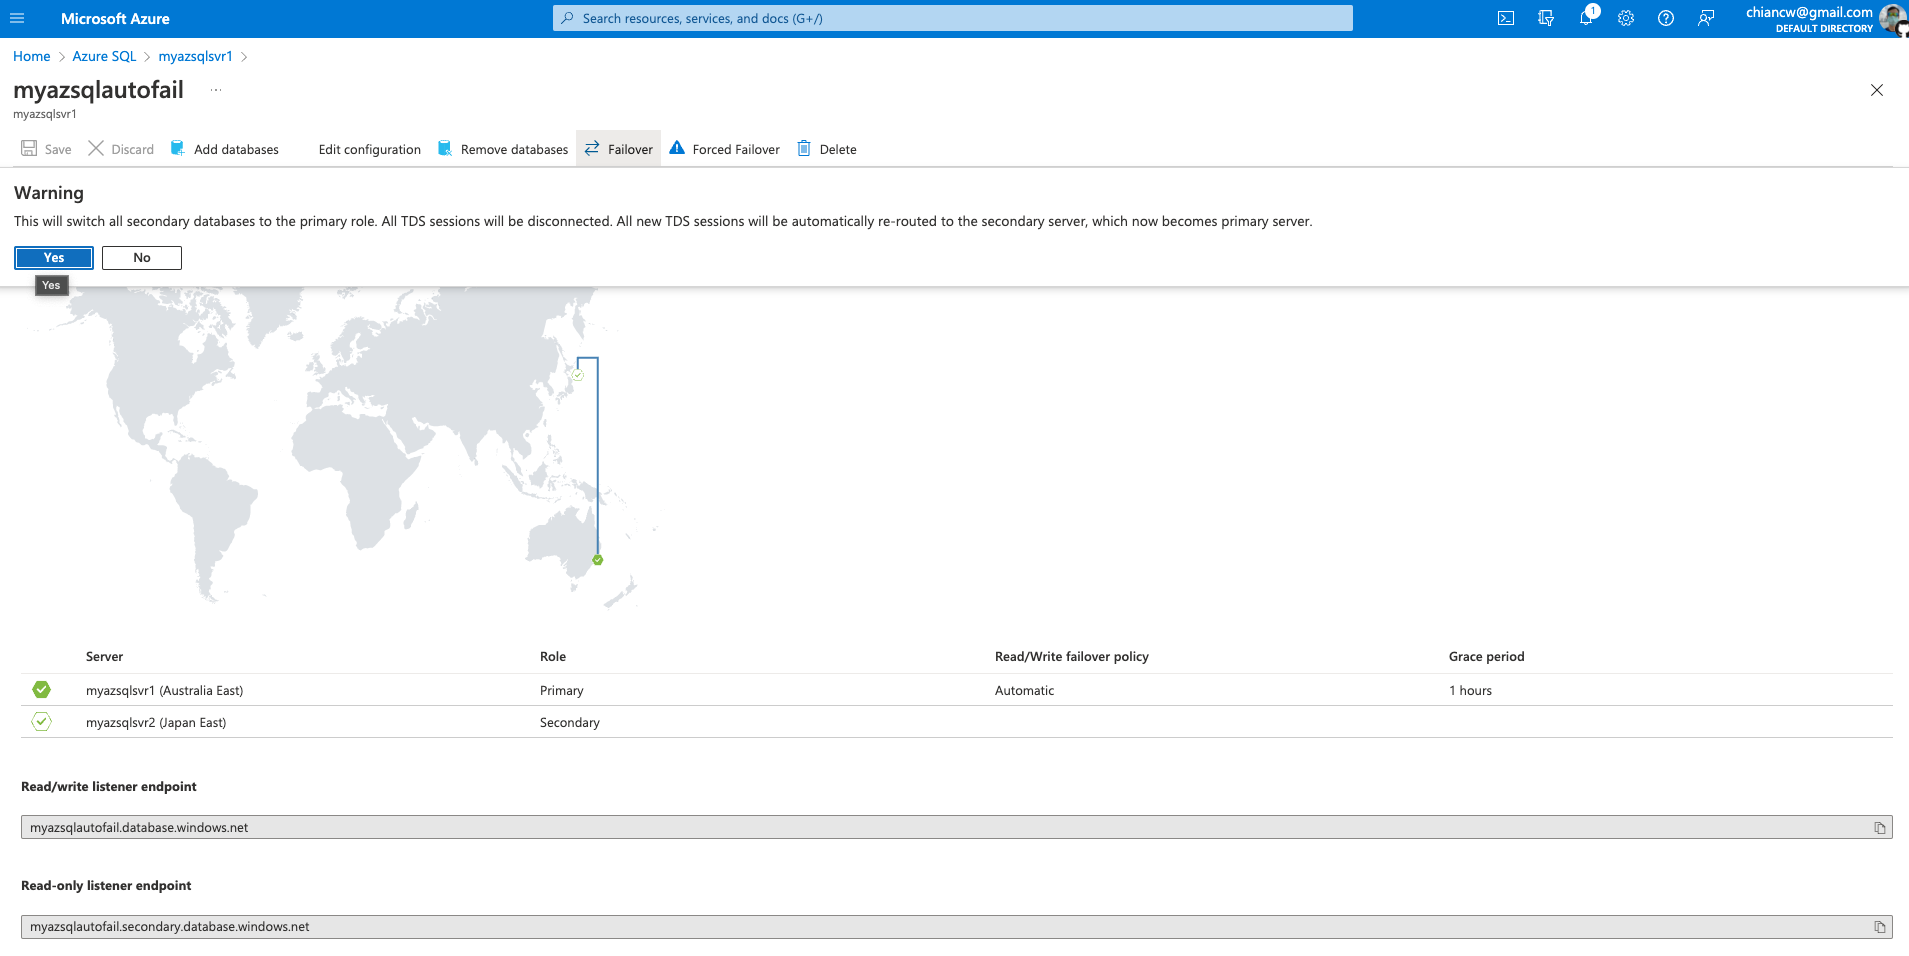 Microsoft Azure
Search resources, services, and docs (G+/)
1
chiancw@gmail.com
DEFAULT DIRECTORY
Home > Azure SQL > myazsqlsvr1 >
myazsqlautofail ...
myazsqlsvr1
Save Discard Add databases Edit configuration Remove databases Failover Forced Failover Delete
Warning
This will switch all secondary databases to the primary role. All TDS sessions will be disconnected. All new TDS sessions will be automatically re-routed to the secondary server, which now becomes primary server.
Yes No
Yes
Server Role Read/Write failover policy Grace period
myazsqlsvr1 (Australia East) Primary Automatic 1 hours
myazsqlsvr2 (Japan East) Secondary
Read/write listener endpoint
myazsqlautofail.database.windows.net
Read-only listener endpoint
myazsqlautofail.secondary.database.windows.net